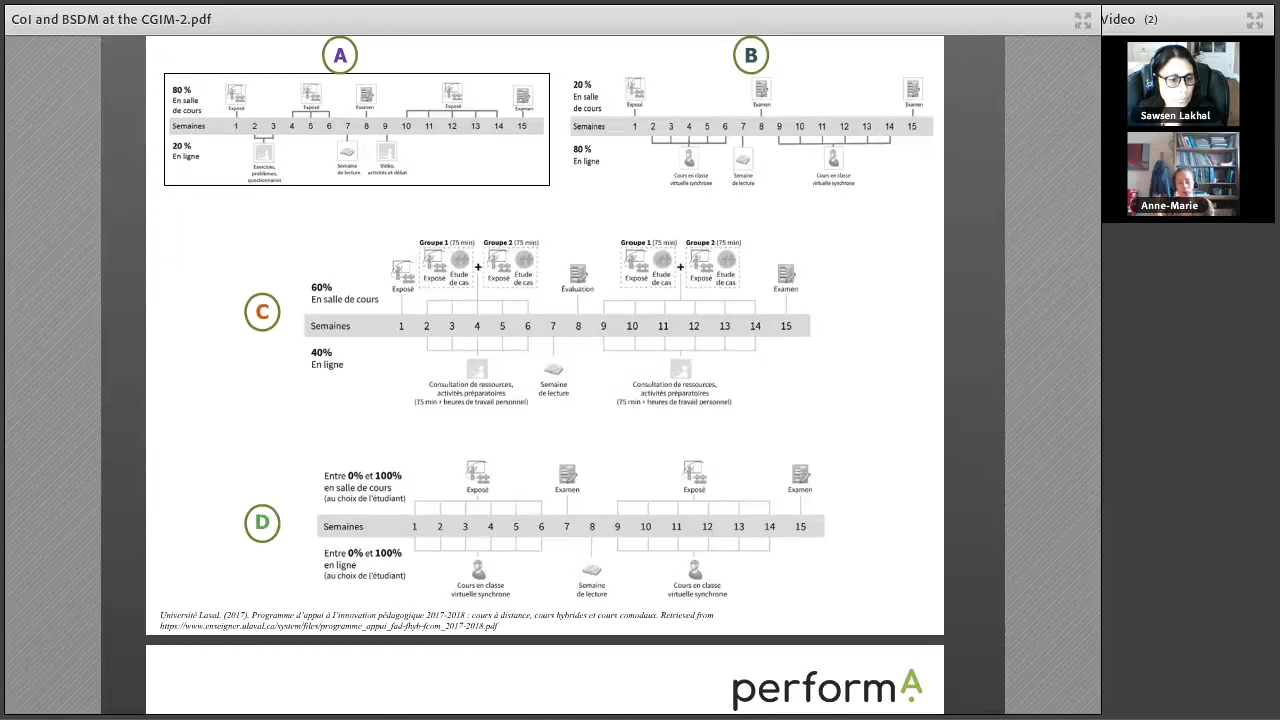 CoI and BSDM at the CGIM-2.pdf
Video (2)
Sawsen Lakhal
Anne-Marie
A
80 %
En salle
de cours
Exposé
Exposé
Examen
Exposé
Examen
Semaines 1 2 3 4 5 6 7 8 9 10 11 12 13 14 15
20 %
En ligne
Exercices,
problèmes,
questionnaires
Semaine
de lecture
Vidéo,
activités et débat
B
20 %
En salle
de cours
Exposé
Examen
Examen
Semaines 1 2 3 4 5 6 7 8 9 10 11 12 13 14 15
80 %
En ligne
Cours en classe
virtuelle synchrone
Semaine
de lecture
Cours en classe
virtuelle synchrone
C
60%
En salle de cours
Exposé
Groupe 1 (75 min)
Exposé
Étude
de cas
+
Groupe 2 (75 min)
Exposé
Étude
de cas
Évaluation
Groupe 1 (75 min)
Exposé
Étude
de cas
+
Groupe 2 (75 min)
Exposé
Étude
de cas
Examen
Semaines 1 2 3 4 5 6 7 8 9 10 11 12 13 14 15
40%
En ligne
Consultation de ressources,
activités préparatoires
(75 min + heures de travail personnel)
Semaine
de lecture
Consultation de ressources,
activités préparatoires
(75 min + heures de travail personnel)
D
Entre 0% et 100%
en salle de cours
(au choix de l'étudiant)
Exposé
Examen
Exposé
Examen
Semaines 1 2 3 4 5 6 7 8 9 10 11 12 13 14 15
Entre 0% et 100%
en ligne
(au choix de l'étudiant)
Cours en classe
virtuelle synchrone
Semaine
de lecture
Cours en classe
virtuelle synchrone
Université Laval. (2017). Programme d'appui à l'innovation pédagogique 2017-2018 : cours à distance, cours hybrides et cours comodaux. Retrieved from
https://www.enseigner.ulaval.ca/system/files/programme_appui_fad-fhyb-fcom_2017-2018.pdf
performA